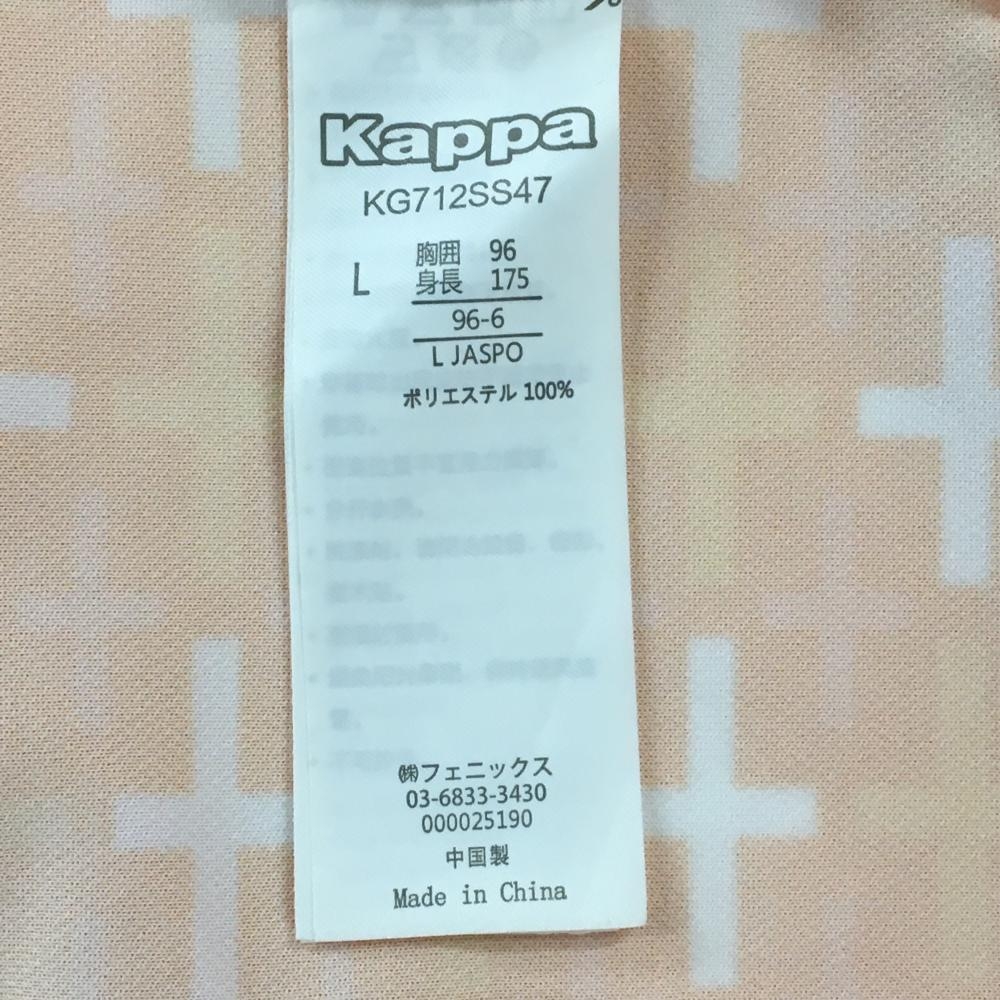 Kappa
KG712SS47
L
胸囲 96
身長 175
96-6
L JASPO
ポリエステル 100%
㈱フェニックス
03-6833-3430
000025190
中国製
Made in China